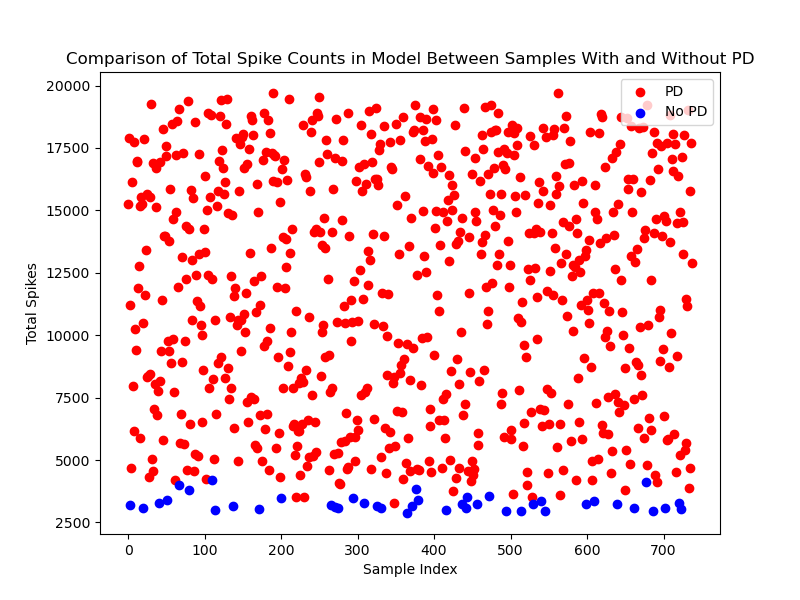 Comparison of Total Spike Counts in Model Between Samples With and Without PD
20000
17500
15000
12500
10000
7500
5000
2500
Total Spikes
PD
No PD
0 100 200 300 400 500 600 700
Sample Index